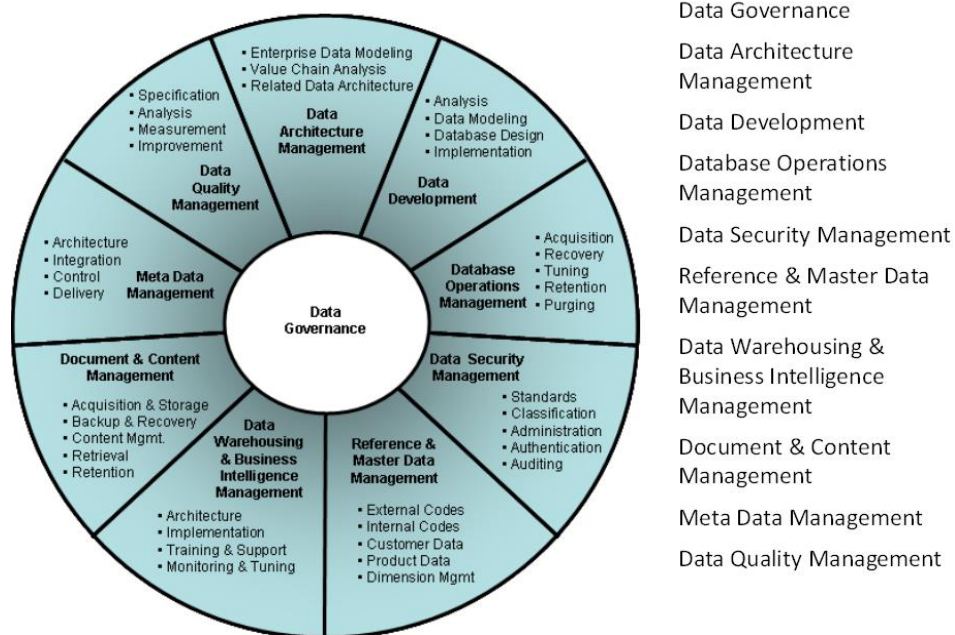 ▪ Enterprise Data Modeling
▪ Value Chain Analysis
▪ Related Data Architecture
Data
Architecture
Management
▪ Analysis
▪ Data Modeling
▪ Database Design
▪ Implementation
Data
Development
▪ Acquisition
▪ Recovery
▪ Tuning
▪ Retention
▪ Purging
Database
Operations
Management
Data Security
Management
▪ Standards
▪ Classification
▪ Administration
▪ Authentication
▪ Auditing
Reference &
Master Data
Management
▪ External Codes
▪ Internal Codes
▪ Customer Data
▪ Product Data
▪ Dimension Mgmt
Data
Warehousing
& Business
Intelligence
Management
▪ Architecture
▪ Implementation
▪ Training & Support
▪ Monitoring & Tuning
Document & Content
Management
▪ Acquisition & Storage
▪ Backup & Recovery
▪ Content Mgmt.
▪ Retrieval
▪ Retention
▪ Architecture
▪ Integration
▪ Control
▪ Delivery
Meta Data
Management
▪ Specification
▪ Analysis
▪ Measurement
▪ Improvement
Data
Quality
Management
Data
Governance
Data Governance
Data Architecture
Management
Data Development
Database Operations
Management
Data Security Management
Reference & Master Data
Management
Data Warehousing &
Business Intelligence
Management
Document & Content
Management
Meta Data Management
Data Quality Management